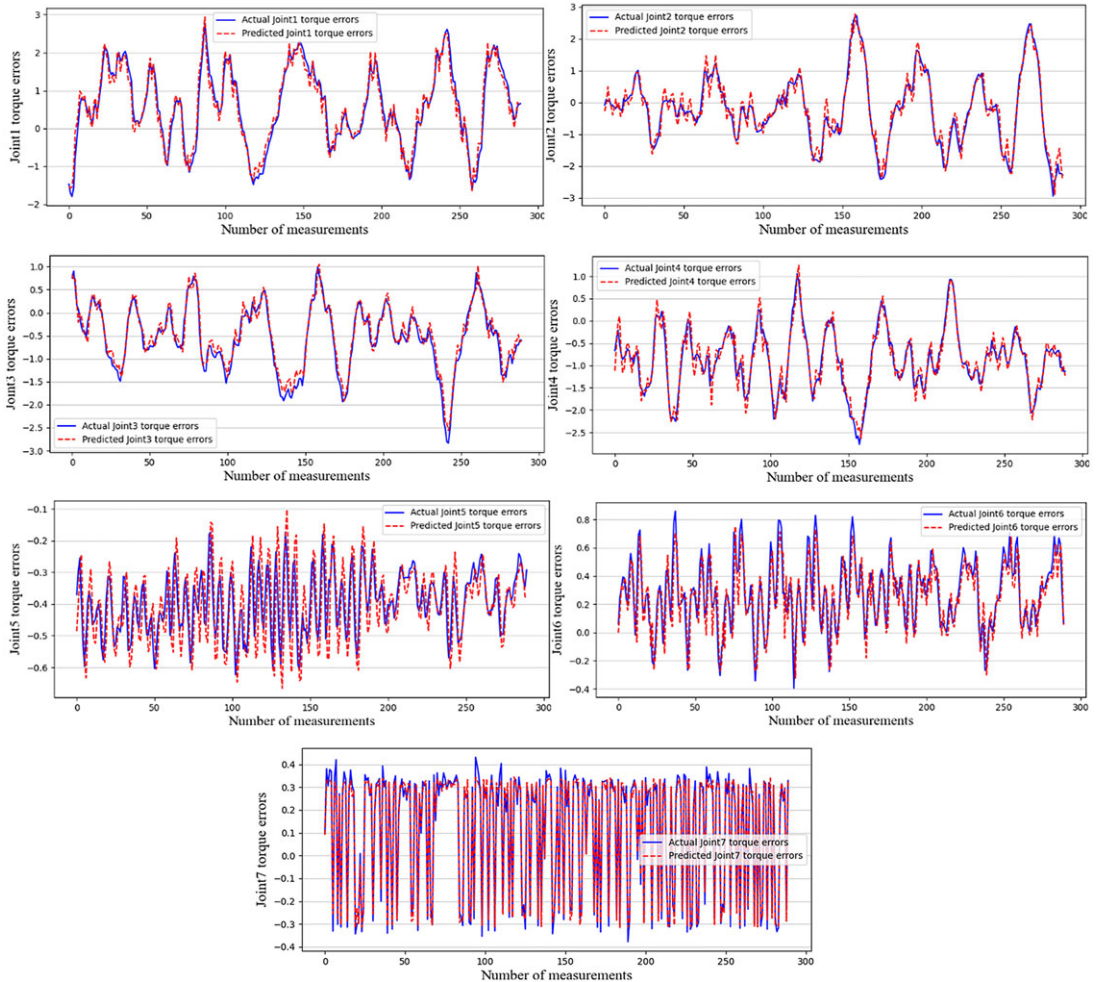 Actual Joint1 torque errors
Predicted Joint1 torque errors
Joint1 torque errors
3
2
1
0
−1
−2
0 50 100 150 200 250 300
Number of measurements
Actual Joint2 torque errors
Predicted Joint2 torque errors
Joint2 torque errors
3
2
1
0
−1
−2
−3
0 50 100 150 200 250 300
Number of measurements
Joint3 torque errors
1.0
0.5
0.0
−0.5
−1.0
−1.5
−2.0
−2.5
−3.0
Actual Joint3 torque errors
Predicted Joint3 torque errors
0 50 100 150 200 250 300
Number of measurements
Actual Joint4 torque errors
Predicted Joint4 torque errors
Joint4 torque errors
1.0
0.5
0.0
−0.5
−1.0
−1.5
−2.0
−2.5
0 50 100 150 200 250 300
Number of measurements
Actual Joint5 torque errors
Predicted Joint5 torque errors
Joint5 torque errors
−0.1
−0.2
−0.3
−0.4
−0.5
−0.6
0 50 100 150 200 250 300
Number of measurements
Actual Joint6 torque errors
Predicted Joint6 torque errors
Joint6 torque errors
0.8
0.6
0.4
0.2
0.0
−0.2
−0.4
0 50 100 150 200 250 300
Number of measurements
Joint7 torque errors
0.4
0.3
0.2
0.1
0.0
−0.1
−0.2
−0.3
−0.4
Actual Joint7 torque errors
Predicted Joint7 torque errors
0 50 100 150 200 250 300
Number of measurements